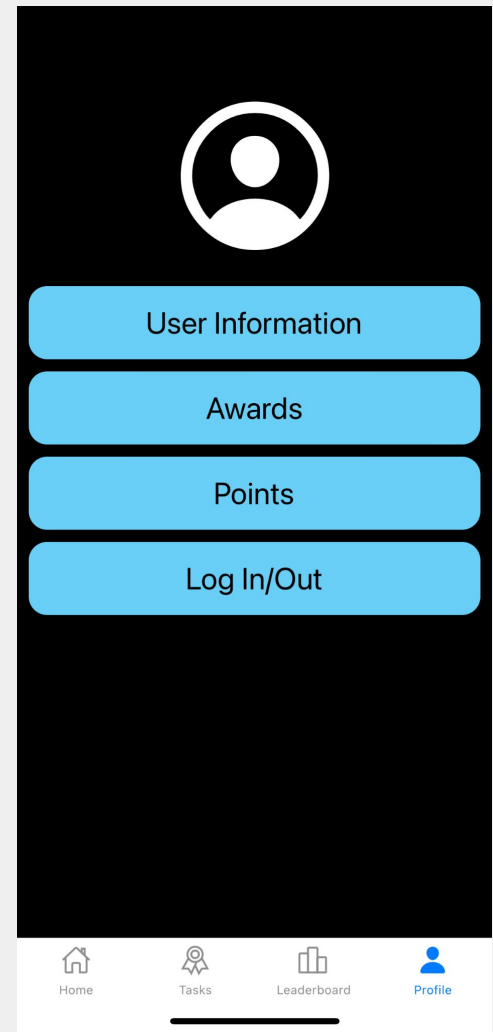 User Information
Awards
Points
Log In/Out
Home Tasks Leaderboard Profile